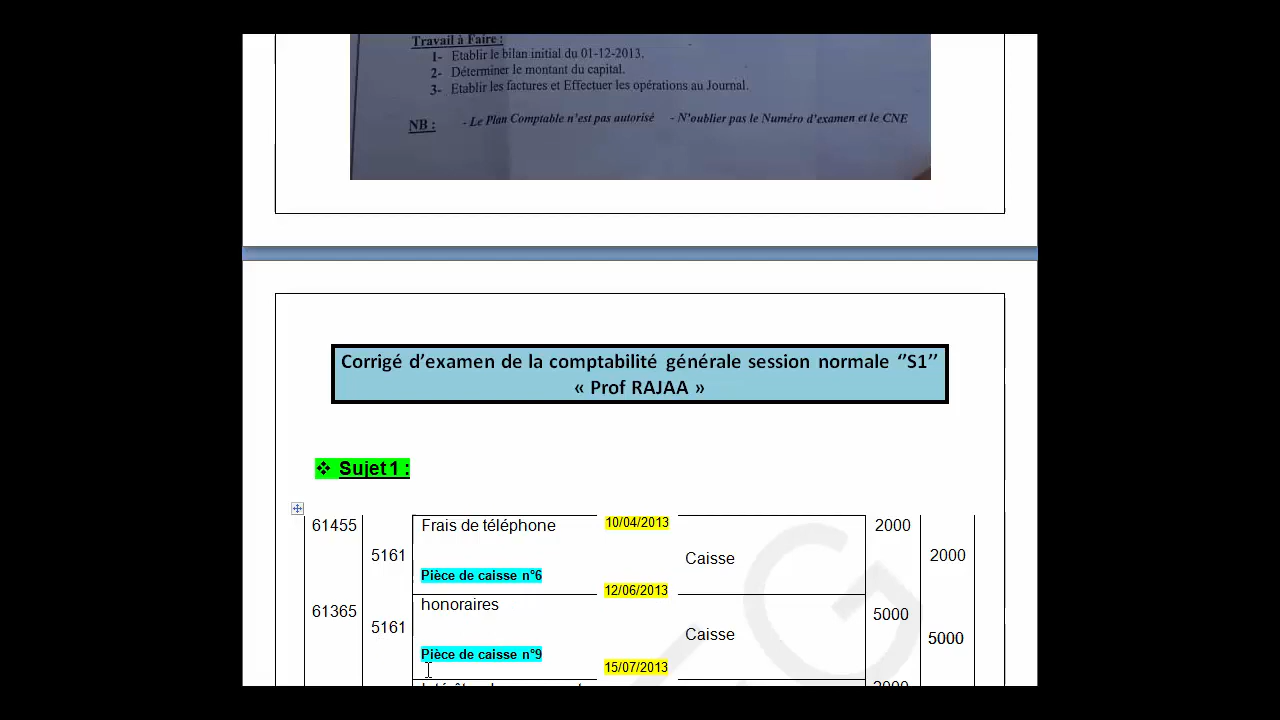 Travail à Faire :
1- Etablir le bilan initial du 01-12-2013.
2- Déterminer le montant du capital.
3- Etablir les factures et Effectuer les opérations au Journal.
NB : - Le Plan Comptable n'est pas autorisé - N'oublier pas le Numéro d'examen et le CNE
Corrigé d'examen de la comptabilité générale session normale ‘’S1’’
« Prof RAJAA »
❖ Sujet 1 :
10/04/2013
61455 Frais de téléphone 2000
5161 Caisse 2000
Pièce de caisse n°6
12/06/2013
61365 honoraires 5000
5161 Caisse 5000
Pièce de caisse n°9
15/07/2013